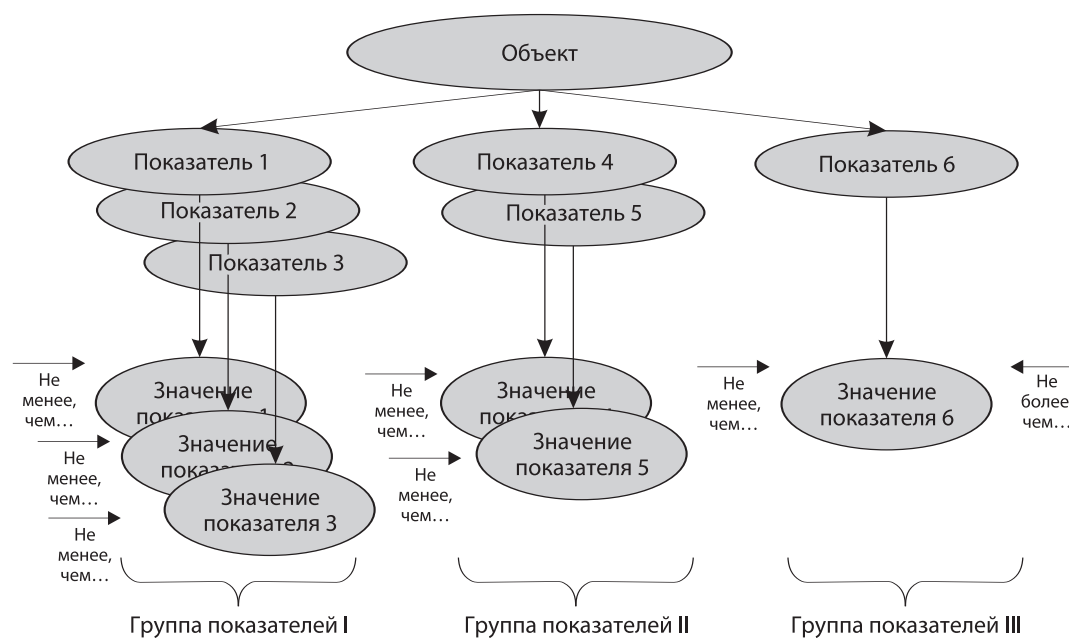 Объект
Показатель 1
Показатель 4
Показатель 6
Показатель 2
Показатель 5
Показатель 3
Не
менее,
чем…
Значение
Не
менее,
чем…
Значение
Не
менее,
чем…
Значение
показателя 6
Не
более,
чем…
Не
менее,
чем…
Значение
Не
менее,
чем…
Значение
показателя 5
Не
менее,
чем…
Значение
показателя 3
Группа показателей I
Группа показателей II
Группа показателей III